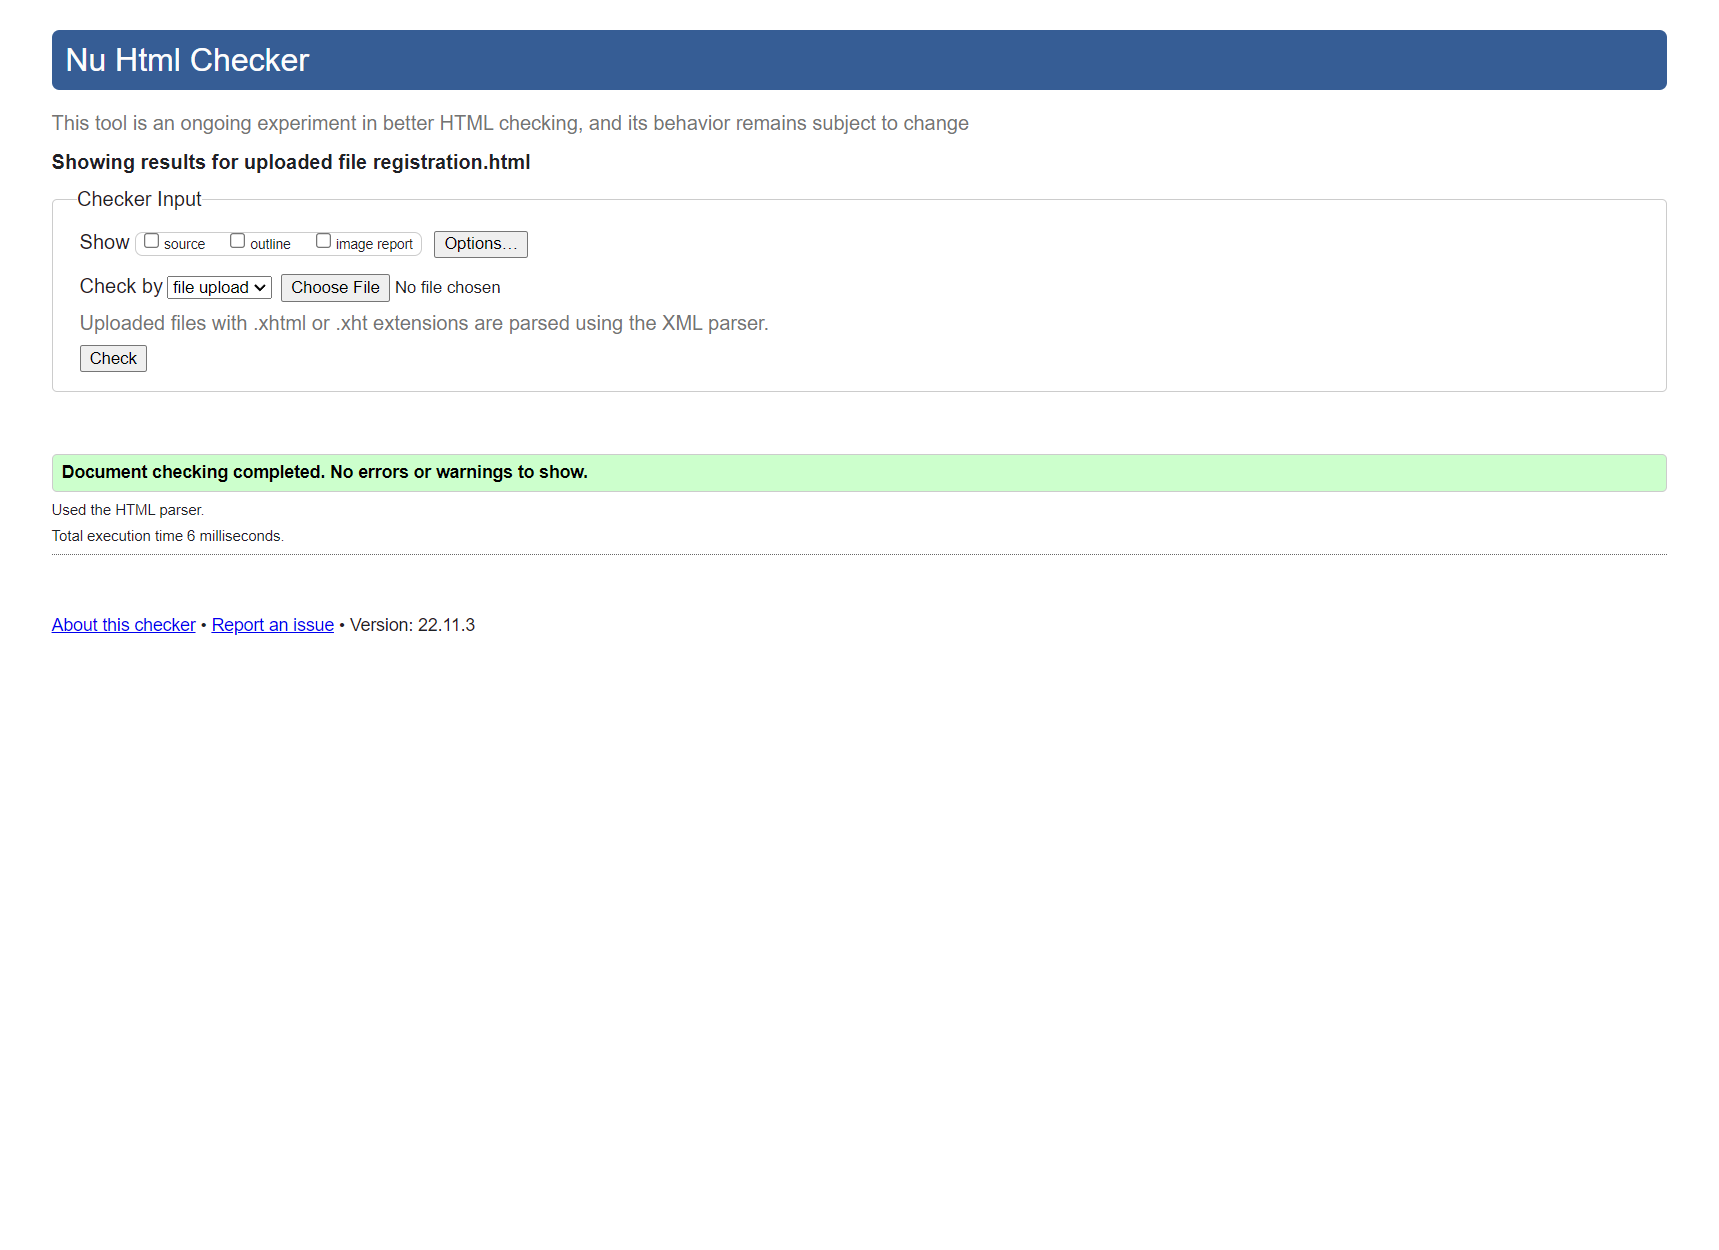 Nu Html Checker
This tool is an ongoing experiment in better HTML checking, and its behavior remains subject to change
Showing results for uploaded file registration.html
Checker Input
Show source outline image report Options…
Check by file upload Choose File No file chosen
Uploaded files with .xhtml or .xht extensions are parsed using the XML parser.
Check
Document checking completed. No errors or warnings to show.
Used the HTML parser.
Total execution time 6 milliseconds.
About this checker • Report an issue • Version: 22.11.3